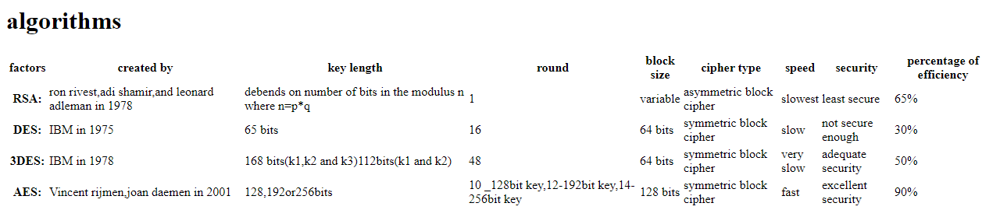 algorithms
factors created by key length round block size cipher type speed security percentage of efficiency
RSA: ron rivest,adi shamir,and leonard adleman in 1978 debends on number of bits in the modulus n where n=p*q 1 variable asymmetric block cipher slowest least secure 65%
DES: IBM in 1975 65 bits 16 64 bits symmetric block cipher slow not secure enough 30%
3DES: IBM in 1978 168 bits(k1,k2 and k3)112bits(k1 and k2) 48 64 bits symmetric block cipher very slow adequate security 50%
AES: Vincent rijmen,joan daemen in 2001 128,192or256bits 10 _128bit key,12-192bit key,14-256bit key 128 bits symmetric block cipher fast excellent security 90%